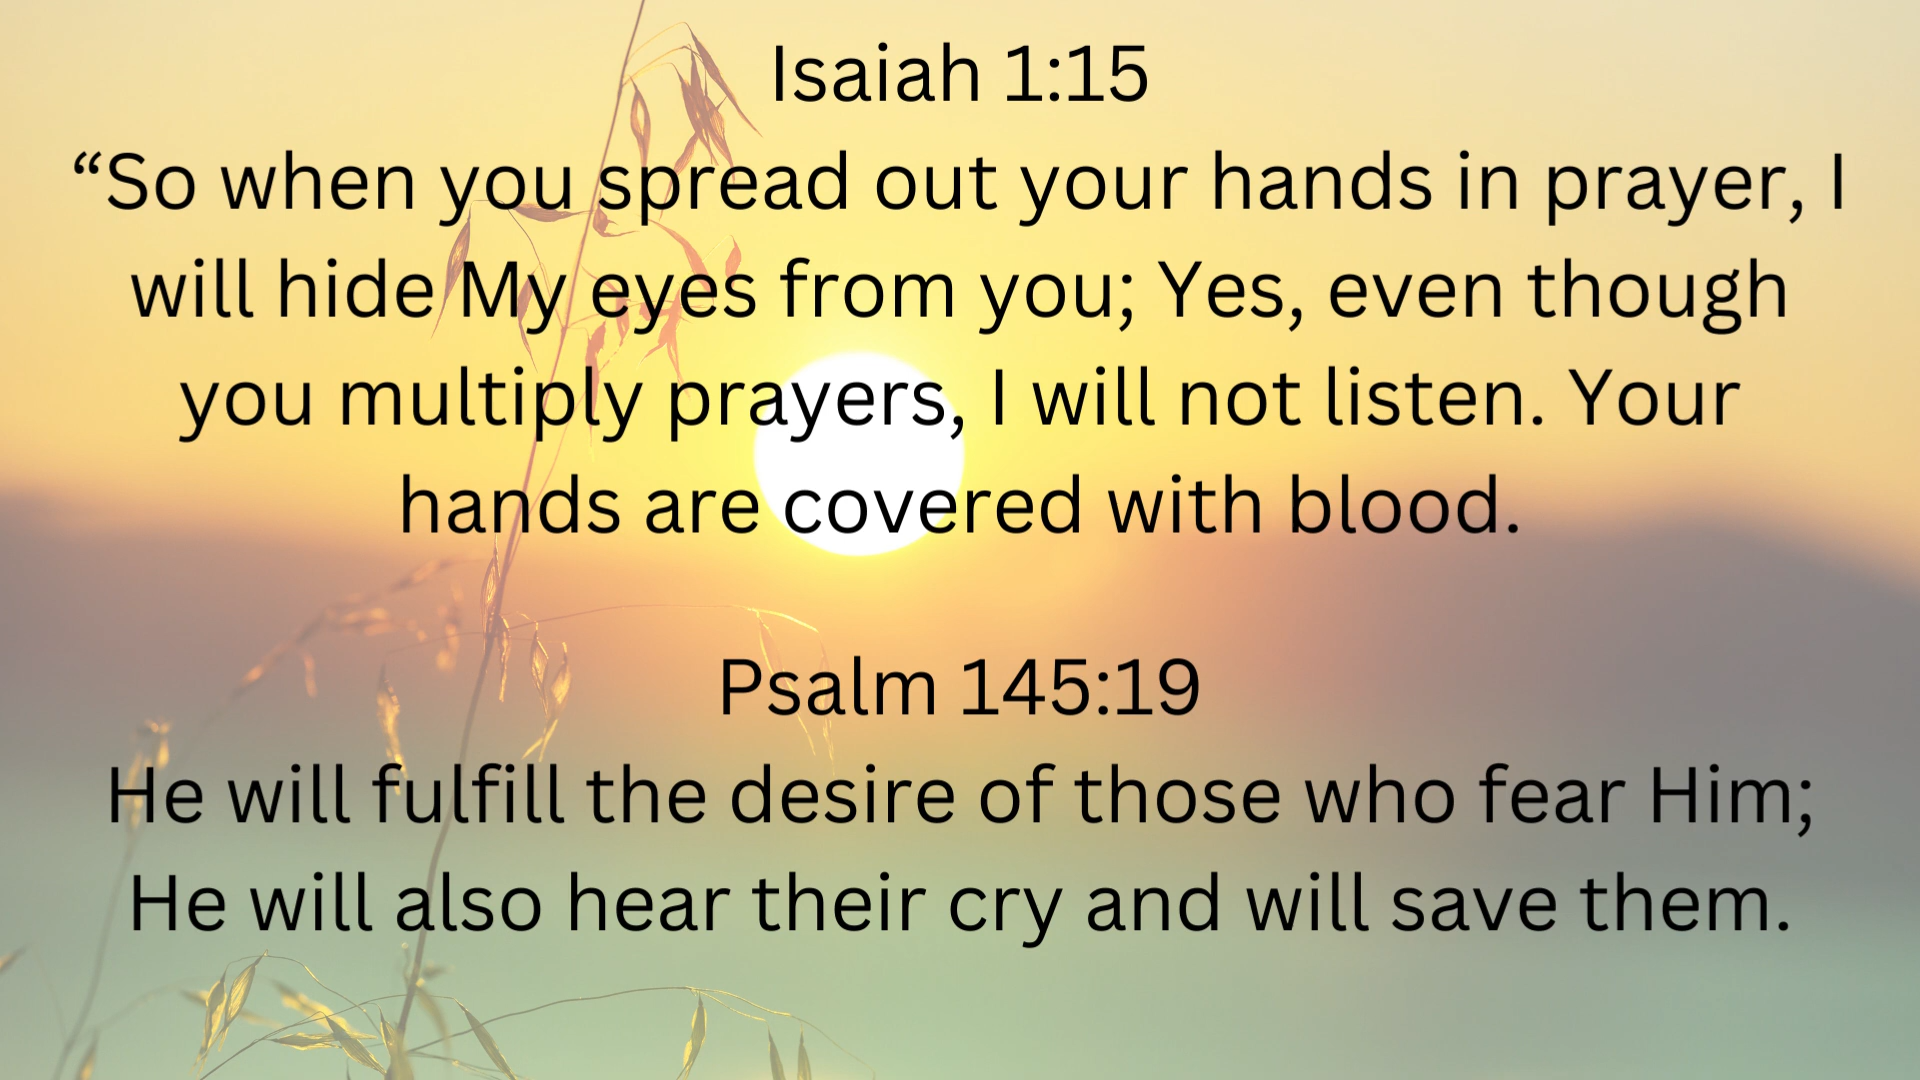 Isaiah 1:15
“So when you spread out your hands in prayer, I
will hide My eyes from you; Yes, even though
you multiply prayers, I will not listen. Your
hands are covered with blood.
Psalm 145:19
He will fulfill the desire of those who fear Him;
He will also hear their cry and will save them.